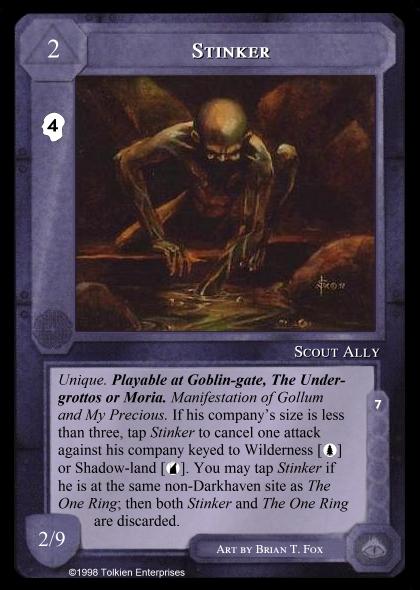 2
STINKER
4
SCOUT ALLY
Unique. Playable at Goblin-gate, The Under-
grottos or Moria. Manifestation of Gollum
and My Precious. If his company's size is less
than three, tap Stinker to cancel one attack
against his company keyed to Wilderness [ ]
or Shadow-land [ ]. You may tap Stinker if
he is at the same non-Darkhaven site as The
One Ring; then both Stinker and The One Ring
are discarded.
7
2/9
ART BY BRIAN T. FOX
©1998 Tolkien Enterprises